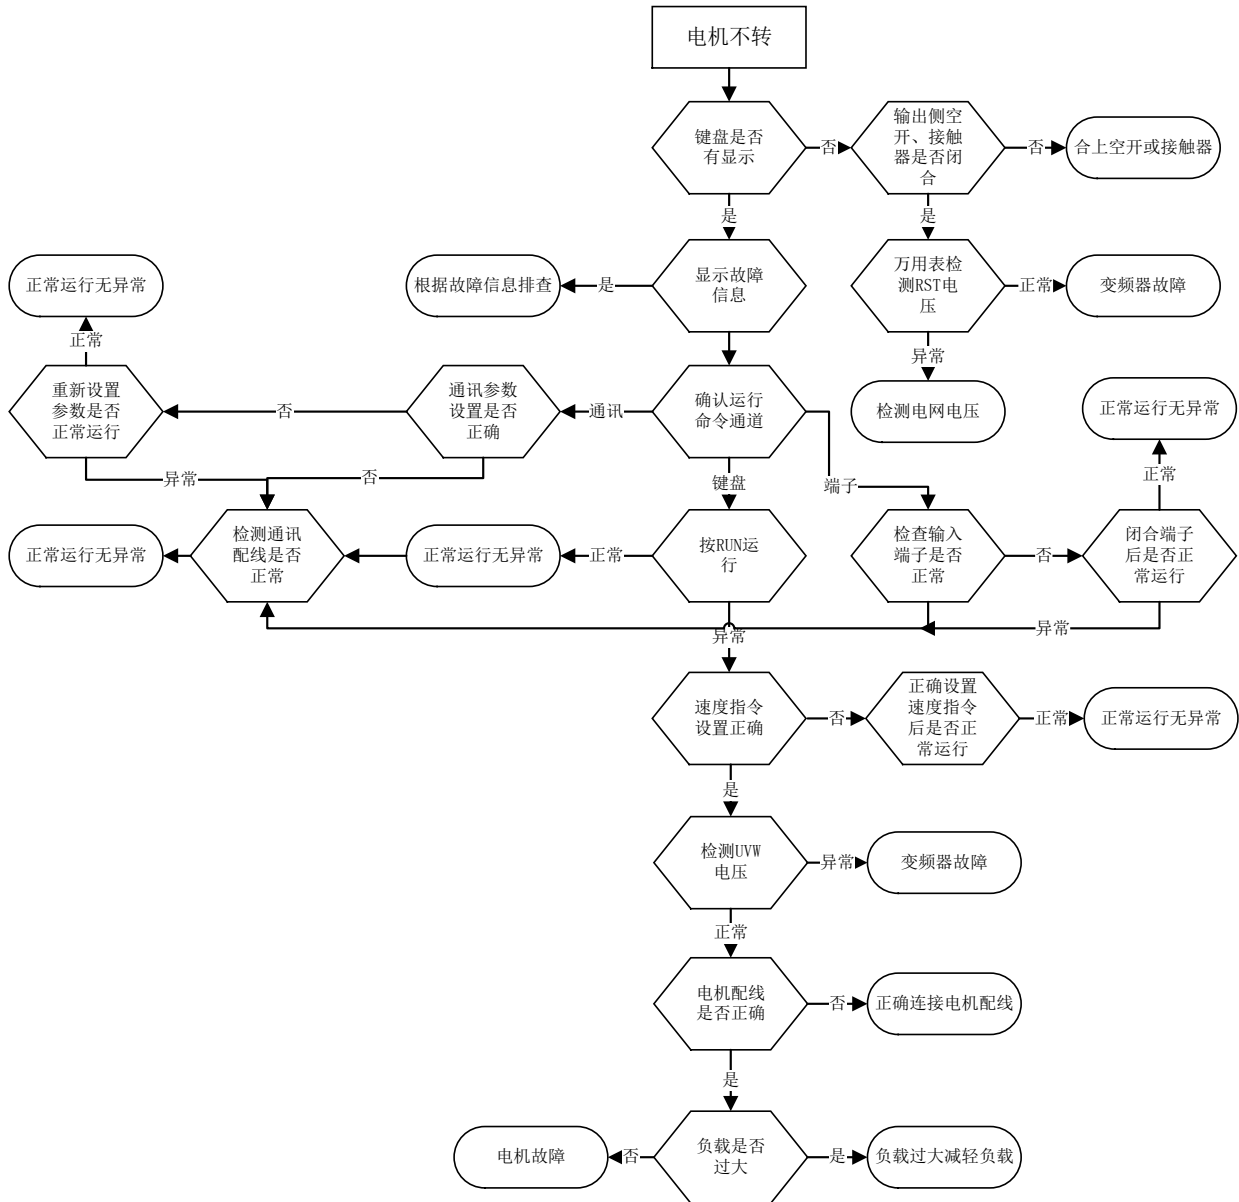 电机不转
键盘是否
有显示
否
输出侧空
开、接触
器是否闭
合
否
合上空开或接触器
是
是
正常运行无异常
根据故障信息排查
是
显示故障
信息
万用表检
测RST电
压
正常
变频器故障
正常
异常
重新设置
参数是否
正常运行
否
通讯参数
设置是否
正确
通讯
确认运行
命令通道
检测电网电压
正常运行无异常
异常
否
键盘
端子
正常
正常运行无异常
检测通讯
配线是否
正常
正常运行无异常
正常
按RUN运
行
检查输入
端子是否
正常
否
闭合端子
后是否正
常运行
异常
异常
速度指令
设置正确
否
正确设置
速度指令
后是否正
常运行
正常
正常运行无异常
是
检测UVW
电压
异常
变频器故障
正常
电机配线
是否正确
否
正确连接电机配线
是
电机故障
否
负载是否
过大
是
负载过大减轻负载